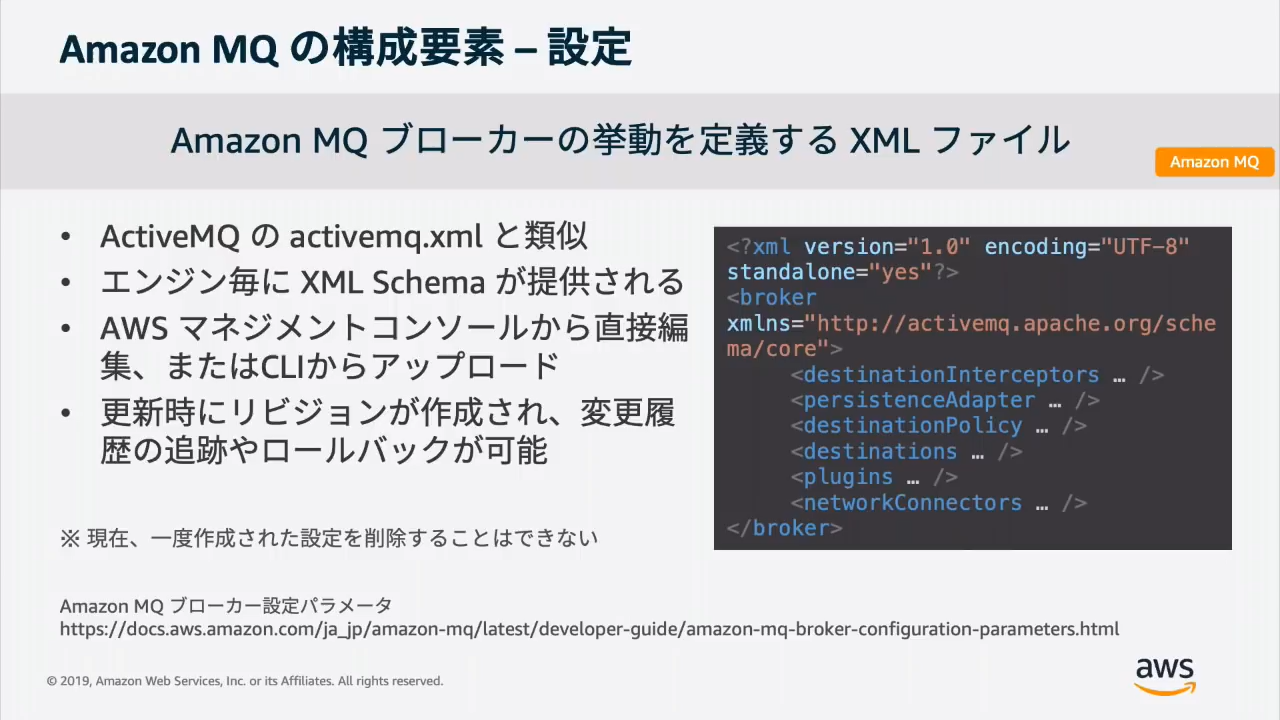 Amazon MQ の構成要素 – 設定
Amazon MQ ブローカーの挙動を定義する XML ファイル
Amazon MQ
• ActiveMQ の activemq.xml と類似
• エンジン毎に XML Schema が提供される
• AWS マネジメントコンソールから直接編
集、またはCLIからアップロード
• 更新時にリビジョンが作成され、変更履
歴の追跡やロールバックが可能
※ 現在、一度作成された設定を削除することはできない
<?xml version="1.0" encoding="UTF-8"
standalone="yes"?>
<broker
xmlns="http://activemq.apache.org/sche
ma/core">
<destinationInterceptors … />
<persistenceAdapter … />
<destinationPolicy … />
<destinations … />
<plugins … />
<networkConnectors … />
</broker>
Amazon MQ ブローカー設定パラメータ
https://docs.aws.amazon.com/ja_jp/amazon-mq/latest/developer-guide/amazon-mq-broker-configuration-parameters.html
© 2019, Amazon Web Services, Inc. or its Affiliates. All rights reserved.
aws